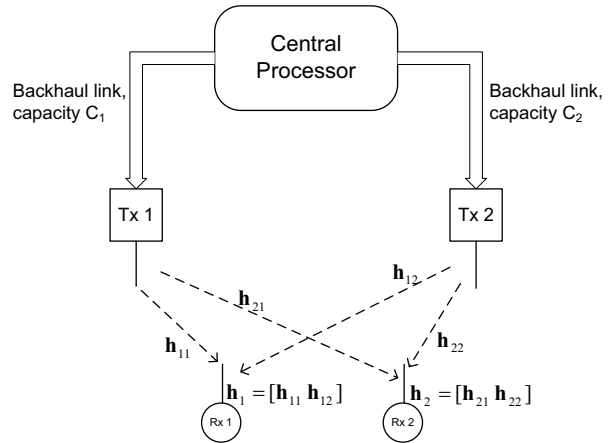 Central
Processor
Backhaul link,
capacity C₁
Backhaul link,
capacity C₂
Tx 1
Tx 2
h₁₂
h₂₁
h₁₁
h₂₂
h₁ = [h₁₁ h₁₂]
h₂ = [h₂₁ h₂₂]
Rx 1
Rx 2